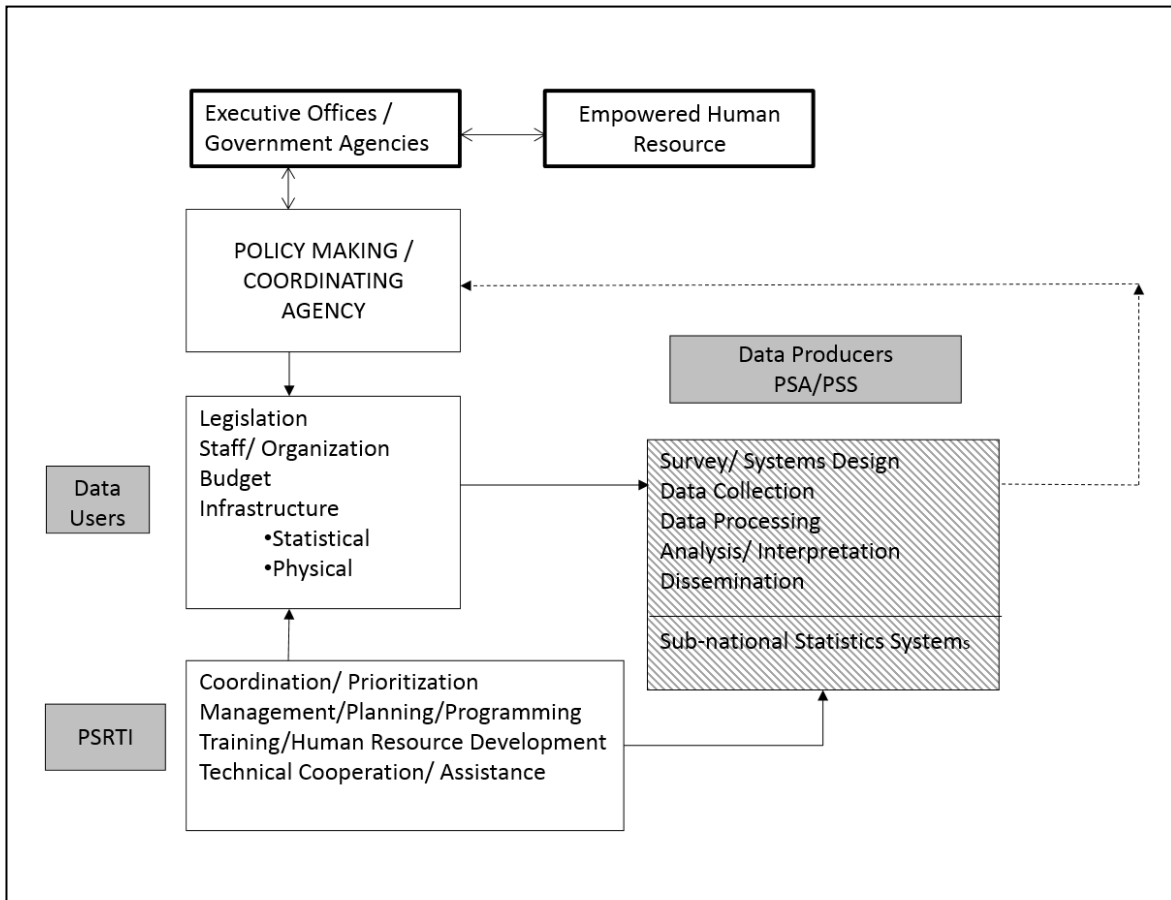 Executive Offices /
Government Agencies
Empowered Human
Resource
POLICY MAKING /
COORDINATING
AGENCY
Data Producers
PSA/PSS
Legislation
Staff/ Organization
Budget
Infrastructure
•Statistical
•Physical
Data
Users
Survey/ Systems Design
Data Collection
Data Processing
Analysis/ Interpretation
Dissemination
Sub-national Statistics Systems
Coordination/ Prioritization
Management/Planning/Programming
Training/Human Resource Development
Technical Cooperation/ Assistance
PSRTI